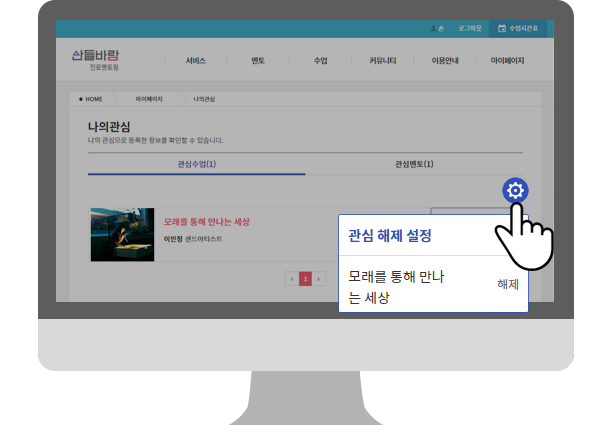 손 로그아웃 수업시간표
산들바람
진로멘토링
서비스 멘토 수업 커뮤니티 이용안내 마이페이지
HOME 마이페이지 나의관심
나의관심
나의 관심으로 등록한 정보를 확인할 수 있습니다.
관심수업(1) 관심멘토(1)
모래를 통해 만나는 세상
이민정 샌드아티스트
< 1 >
관심 해제 설정
모래를 통해 만나
는 세상
해제